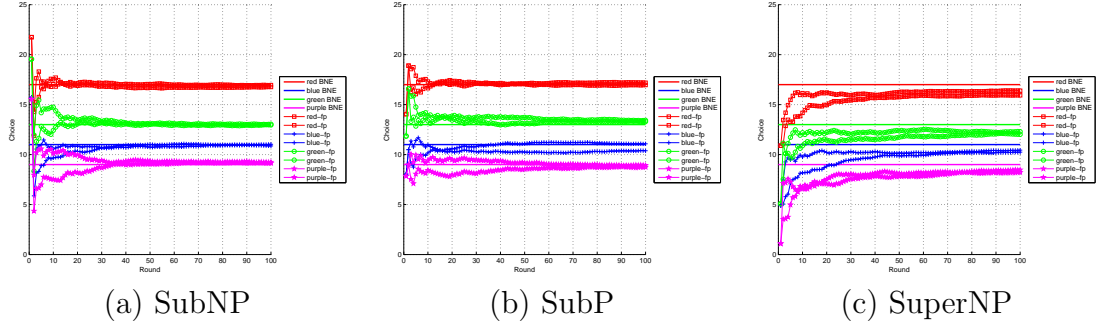 25
20
15
10
5
0
Choice
0 10 20 30 40 50 60 70 80 90 100
Round
red BNE
blue BNE
green BNE
purple BNE
red-fp
red-fp
blue-fp
blue-fp
green-fp
green-fp
purple-fp
purple-fp
(a) SubNP
25
20
15
10
5
0
Choice
0 10 20 30 40 50 60 70 80 90 100
Round
red BNE
blue BNE
green BNE
purple BNE
red-fp
red-fp
blue-fp
blue-fp
green-fp
green-fp
purple-fp
purple-fp
(b) SubP
25
20
15
10
5
0
Choice
0 10 20 30 40 50 60 70 80 90 100
Round
red BNE
blue BNE
green BNE
purple BNE
red-fp
red-fp
blue-fp
blue-fp
green-fp
green-fp
purple-fp
purple-fp
(c) SuperNP